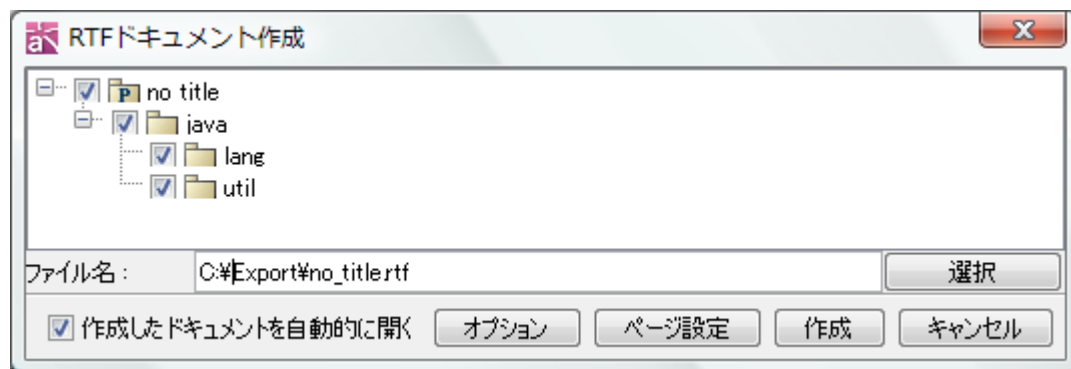 RTFドキュメント作成
no title
java
lang
util
ファイル名 : C:¥Export¥no_title.rtf 選択
作成したドキュメントを自動的に開く オプション ページ設定 作成 キャンセル